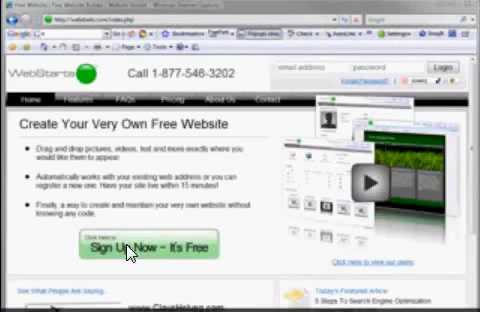 Free Website | Free Website Builder | Website Builder - Windows Internet Explorer
http://webstarts.com/index.php
Google
Bookmarks
Check
AutoLink
Settings
Page
Tools
WebStarts
Call 1-877-546-3202
email address
password
Login
Forgot Password?
Home
Features
FAQs
Pricing
About Us
Contact
Create Your Very Own Free Website
Drag and drop pictures, videos, text and more exactly where you
would like them to appear.
Automatically works with your existing web address or you can
register a new one. Have your site live within 15 minutes!
Finally, a way to create and maintain your very own website without
knowing any code.
Click here to
Sign Up Now - It's Free
Click here to view our demo
See What People Are Saying...
Today's Featured Article
5 Steps To Search Engine Optimization